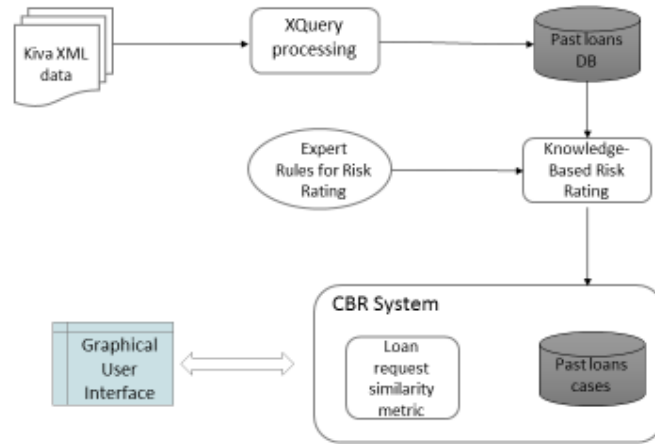 Kiva XML
data
XQuery
processing
Past loans
DB
Expert
Rules for Risk
Rating
Knowledge-
Based Risk
Rating
CBR System
Graphical
User
Interface
Loan
request
similarity
metric
Past loans
cases